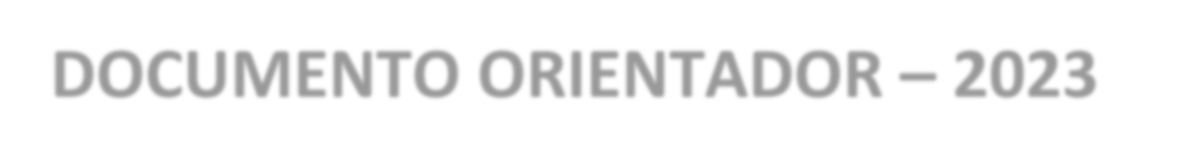 DOCUMENTO ORIENTADOR – 2023